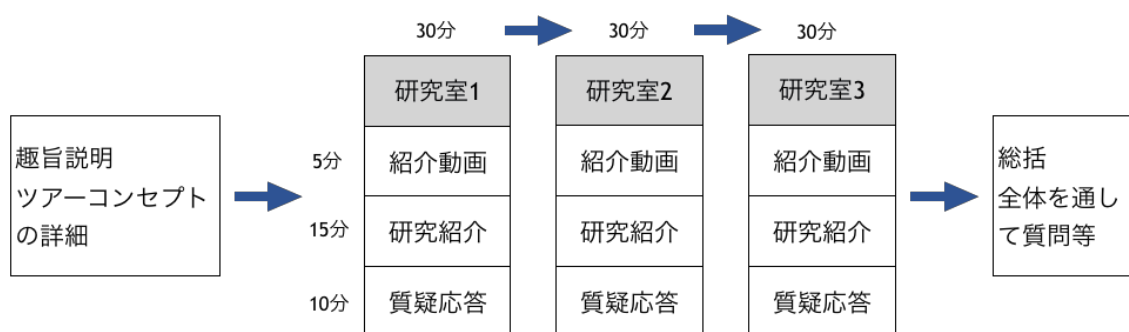 30分
30分
30分
研究室1
研究室2
研究室3
趣旨説明
ツアーコンセプト
の詳細
5分
紹介動画
紹介動画
紹介動画
15分
研究紹介
研究紹介
研究紹介
10分
質疑応答
質疑応答
質疑応答
総括
全体を通し
て質問等